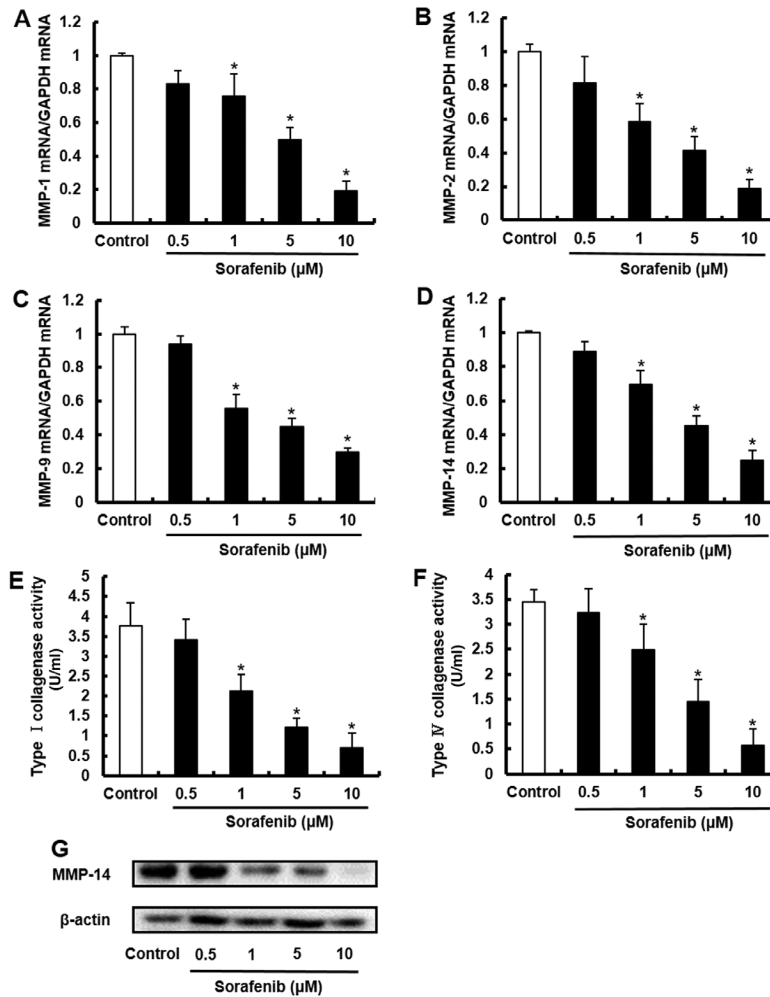 A
MMP-1 mRNA/GAPDH mRNA
1.2
1
0.8
0.6
0.4
0.2
0
*
*
*
Control 0.5 1 5 10
Sorafenib (µM)
B
MMP-2 mRNA/GAPDH mRNA
1.2
1
0.8
0.6
0.4
0.2
0
*
*
*
Control 0.5 1 5 10
Sorafenib (µM)
C
MMP-9 mRNA/GAPDH mRNA
1.2
1
0.8
0.6
0.4
0.2
0
*
*
*
Control 0.5 1 5 10
Sorafenib (µM)
D
MMP-14 mRNA/GAPDH mRNA
1.2
1
0.8
0.6
0.4
0.2
0
*
*
*
Control 0.5 1 5 10
Sorafenib (µM)
E
Type Ⅰ collagenase activity
(U/ml)
5
4.5
4
3.5
3
2.5
2
1.5
1
0.5
0
*
*
*
Control 0.5 1 5 10
Sorafenib (µM)
F
Type Ⅳ collagenase activity
(U/ml)
4
3.5
3
2.5
2
1.5
1
0.5
0
*
*
*
Control 0.5 1 5 10
Sorafenib (µM)
G
MMP-14
β-actin
Control 0.5 1 5 10
Sorafenib (µM)